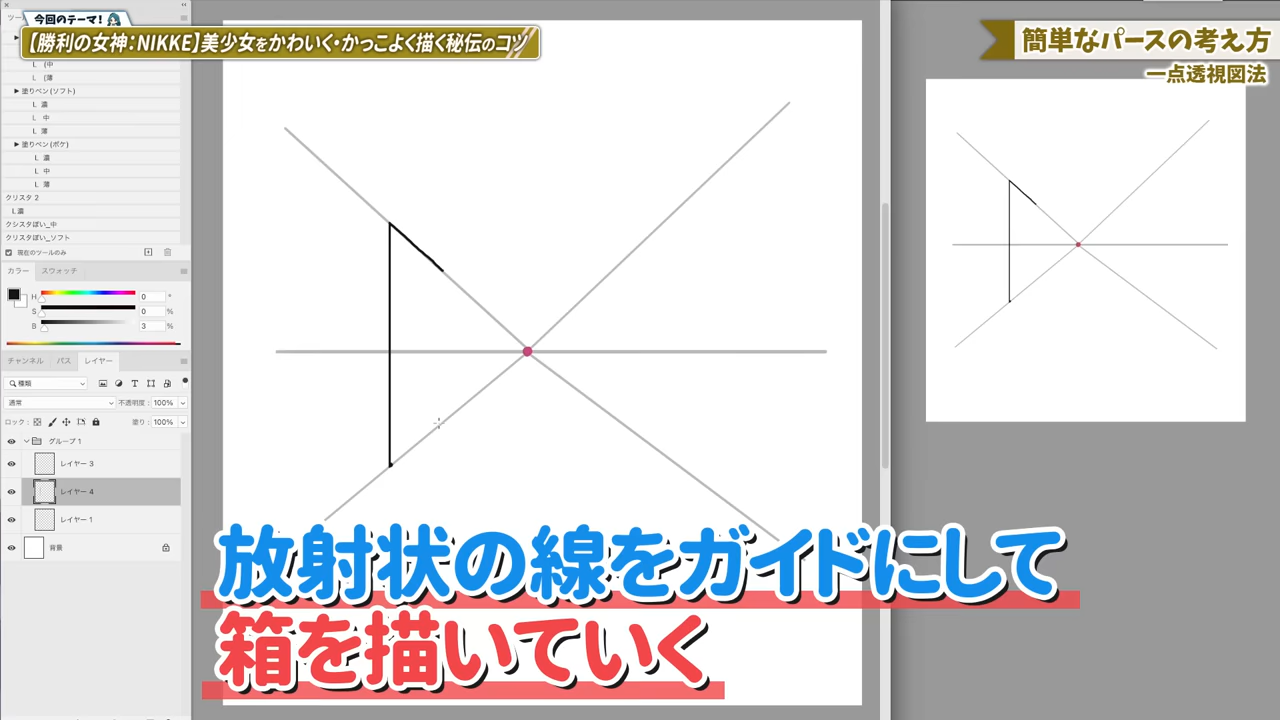 今回のテーマ!
【勝利の女神:NIKKE】美少女をかわいく・かっこよく描く秘伝のコツ
簡単なパースの考え方
一点透視図法
L (中
L (薄
▶塗りペン(ソフト)
L 濃
L 中
L 薄
▶塗りペン(ボケ)
L 濃
L 中
L 薄
クリスタ 2
L濃
クシスタぽい_中
クリスタぽい_ソフト
現在のツールのみ
カラー スウォッチ
H 0 °
S 0 %
B 3 %
チャンネル パス レイヤー
種類
通常 不透明度: 100%
ロック: 塗り: 100%
グループ 1
レイヤー 3
レイヤー 4
レイヤー 1
背景
放射状の線をガイドにして
箱を描いていく